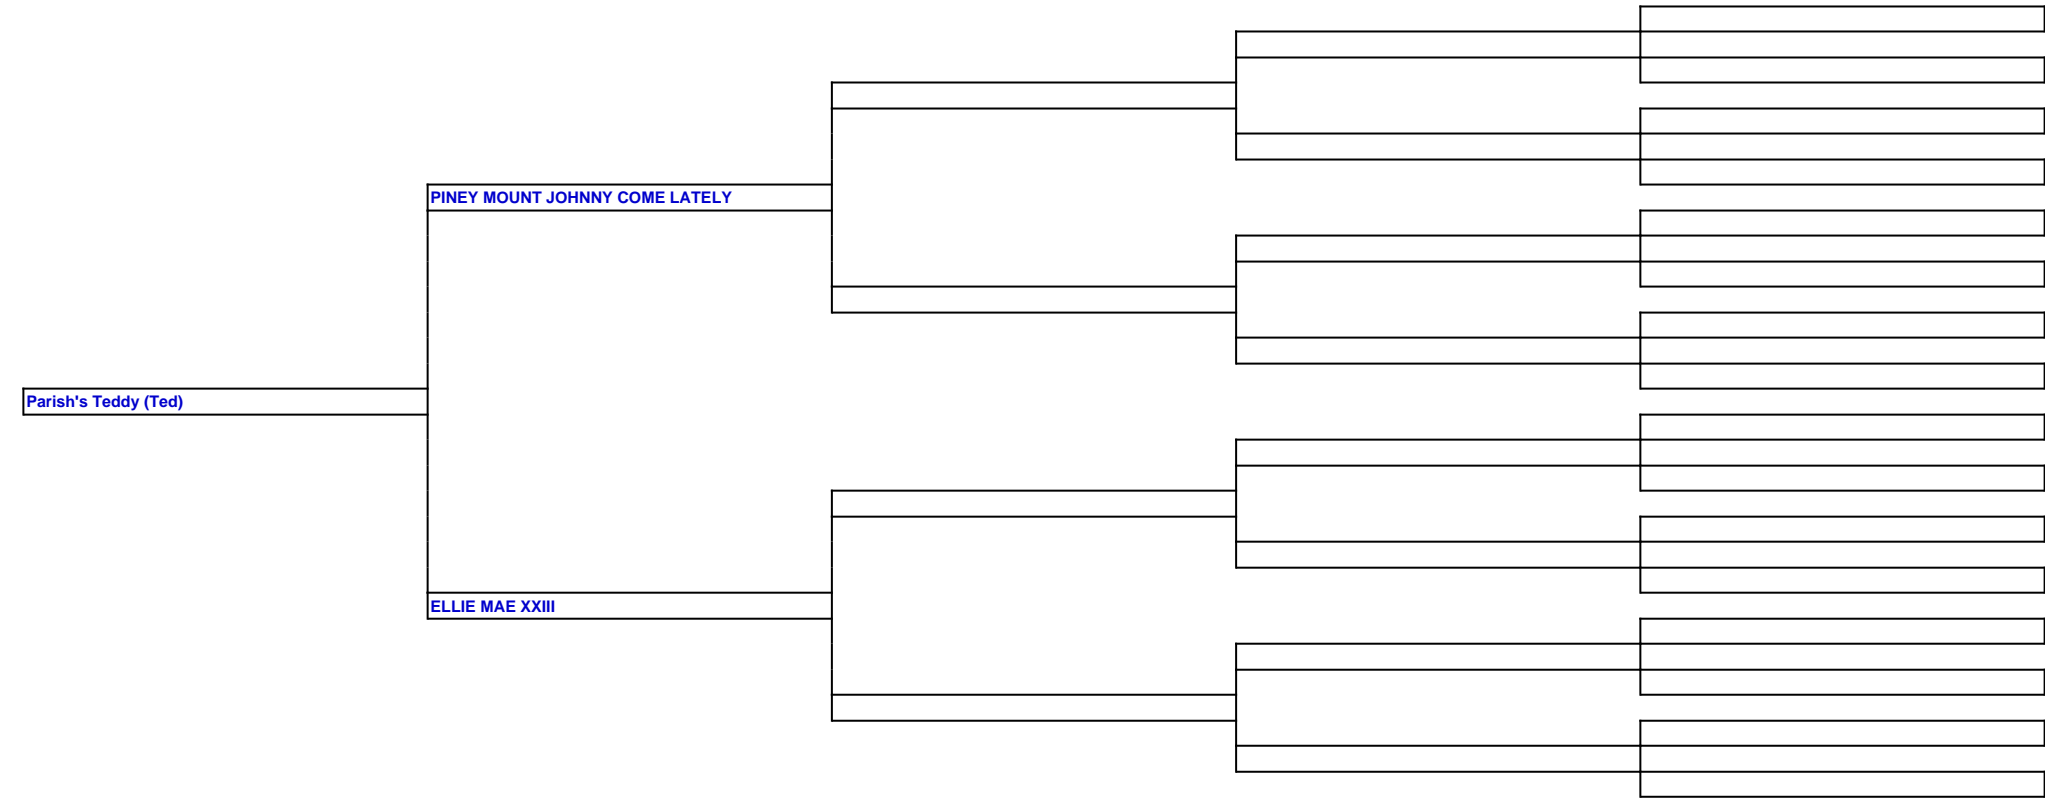 PINEY MOUNT JOHNNY COME LATELY
Parish's Teddy (Ted)
ELLIE MAE XXIII